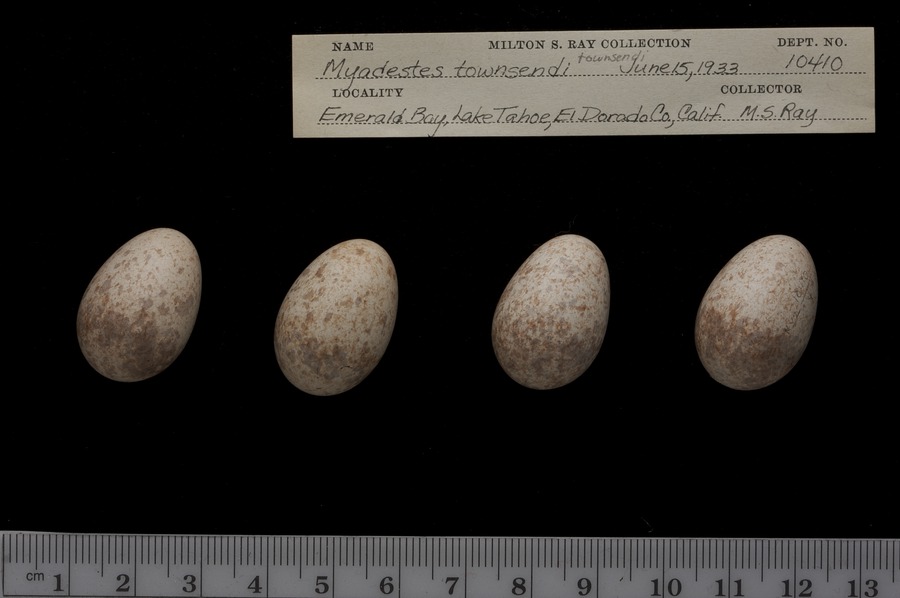 NAME MILTON S. RAY COLLECTION DEPT. NO.
townsendi
Myadestes townsendi June 15, 1933 10410
LOCALITY COLLECTOR
Emerald Bay, Lake Tahoe, El Dorado Co., Calif. M.S. Ray
cm 1 2 3 4 5 6 7 8 9 10 11 12 13